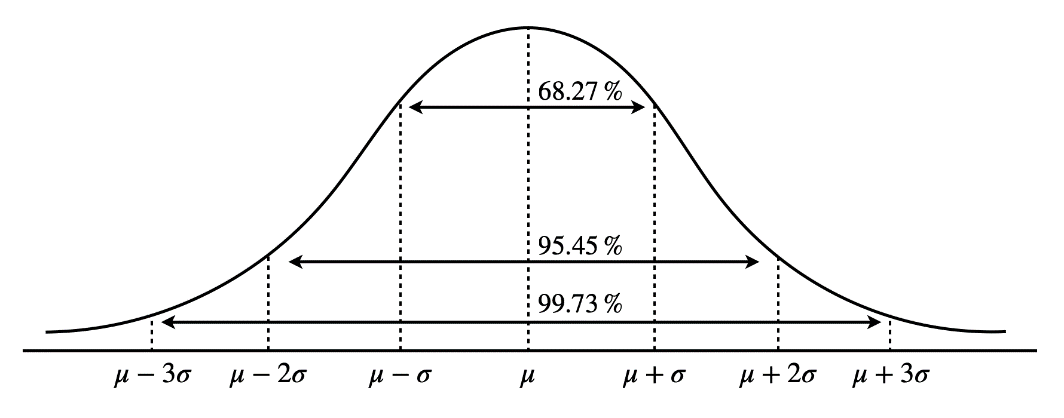 68.27 %
95.45 %
99.73 %
μ − 3σ μ − 2σ μ − σ μ μ + σ μ + 2σ μ + 3σ